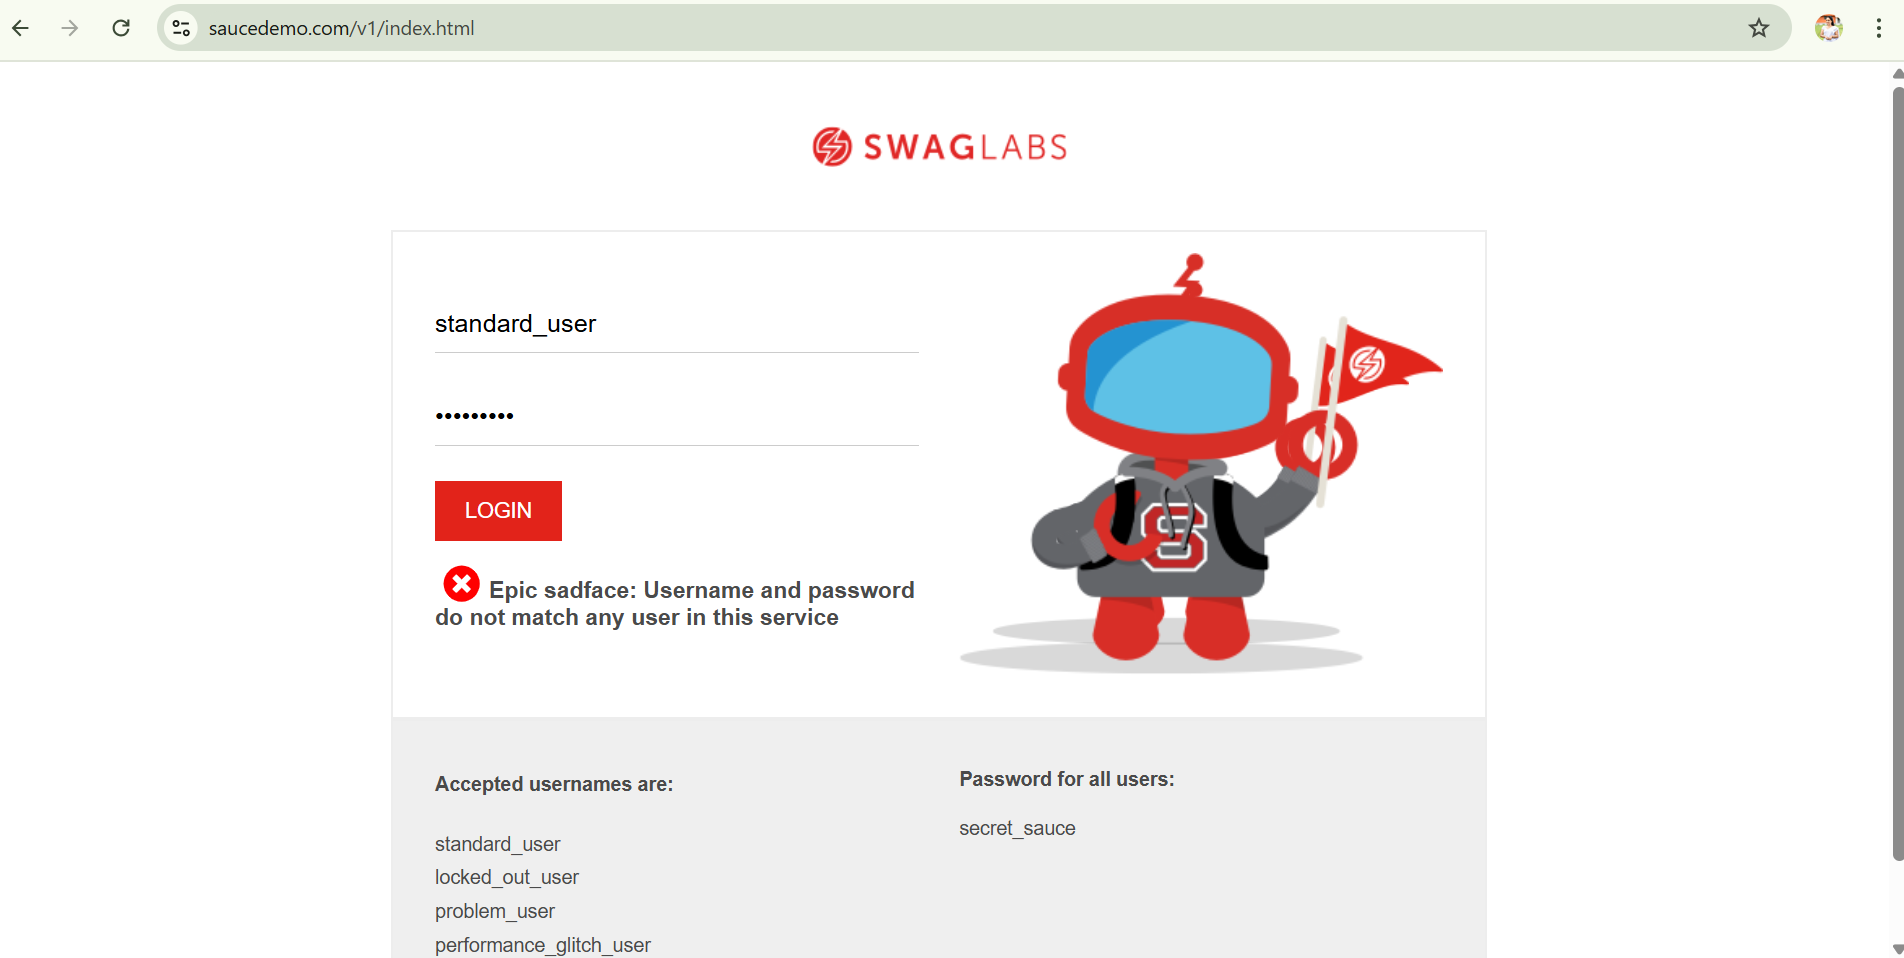 saucedemo.com/v1/index.html
SWAGLABS
standard_user
•••••••••
LOGIN
Epic sadface: Username and password
do not match any user in this service
S
Accepted usernames are:
standard_user
locked_out_user
problem_user
performance_glitch_user
Password for all users:
secret_sauce